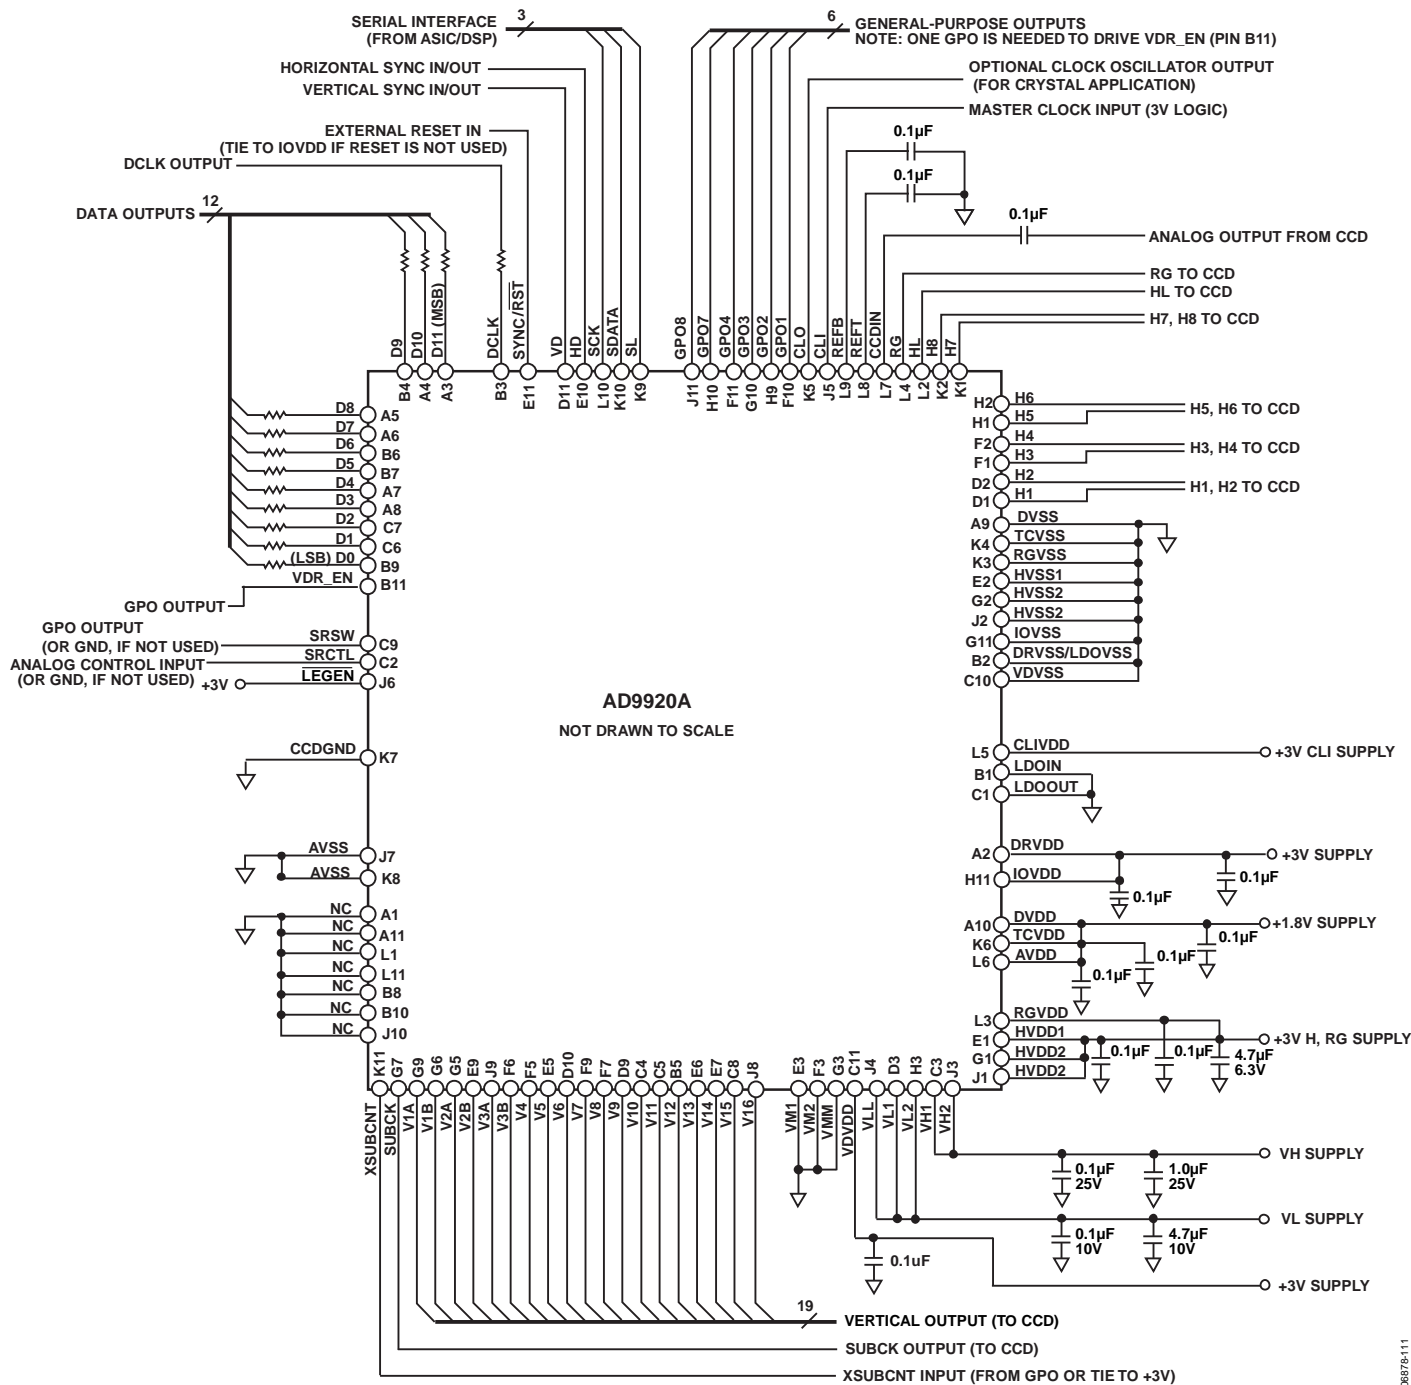 3
SERIAL INTERFACE
(FROM ASIC/DSP)
HORIZONTAL SYNC IN/OUT
VERTICAL SYNC IN/OUT
EXTERNAL RESET IN
(TIE TO IOVDD IF RESET IS NOT USED)
DCLK OUTPUT
12
DATA OUTPUTS
6
GENERAL-PURPOSE OUTPUTS
NOTE: ONE GPO IS NEEDED TO DRIVE VDR_EN (PIN B11)
OPTIONAL CLOCK OSCILLATOR OUTPUT
(FOR CRYSTAL APPLICATION)
MASTER CLOCK INPUT (3V LOGIC)
0.1µF
0.1µF
0.1µF
ANALOG OUTPUT FROM CCD
RG TO CCD
HL TO CCD
H7, H8 TO CCD
D9
D10
D11 (MSB)
DCLK
SYNC/RST
VD
HD
SCK
SDATA
SL
GPO8
GPO7
GPO4
GPO3
GPO2
GPO1
CLO
CLI
REFB
REFT
CCDIN
RG
HL
H8
H7
B4
A4
A3
B3
E11
D11
E10
L10
K10
K9
J11
H10
F11
G10
H9
F10
K5
J5
L9
L8
L7
L4
L2
K2
K1
D8 A5
D7 A6
D6 B6
D5 B7
D4 A7
D3 A8
D2 C7
D1 C6
(LSB) D0 B9
VDR_EN B11
GPO OUTPUT
GPO OUTPUT
(OR GND, IF NOT USED)
SRSW C9
ANALOG CONTROL INPUT
(OR GND, IF NOT USED)
SRCTL C2
+3V
LEGEN J6
CCDGND K7
AVSS J7
AVSS K8
NC A1
NC A11
NC L1
NC L11
NC B8
NC B10
NC J10
AD9920A
NOT DRAWN TO SCALE
H2 H6
H1 H5
H5, H6 TO CCD
F2 H4
F1 H3
H3, H4 TO CCD
D2 H2
D1 H1
H1, H2 TO CCD
A9 DVSS
K4 TCVSS
K3 RGVSS
E2 HVSS1
G2 HVSS2
J2 HVSS2
G11 IOVSS
B2 DRVSS/LDOVSS
C10 VDVSS
L5 CLIVDD
+3V CLI SUPPLY
B1 LDOIN
C1 LDOOUT
A2 DRVDD
+3V SUPPLY
H11 IOVDD
0.1µF
0.1µF
A10 DVDD
+1.8V SUPPLY
K6 TCVDD
L6 AVDD
0.1µF
0.1µF
0.1µF
L3 RGVDD
E1 HVDD1
+3V H, RG SUPPLY
G1 HVDD2
J1 HVDD2
0.1µF
0.1µF
4.7µF
6.3V
K11
G7
G9
G6
G5
E9
J9
F6
F5
E5
D10
F9
F7
D9
C4
C5
B5
E6
E7
C8
J8
E3
F3
G3
C11
J4
D3
H3
C3
J3
XSUBCNT
SUBCK
V1A
V1B
V2A
V2B
V3A
V3B
V4
V5
V6
V7
V8
V9
V10
V11
V12
V13
V14
V15
V16
VM1
VM2
VMM
VDVDD
VLL
VL1
VL2
VH1
VH2
VH SUPPLY
0.1µF
25V
1.0µF
25V
VL SUPPLY
0.1µF
10V
4.7µF
10V
0.1uF
+3V SUPPLY
19
VERTICAL OUTPUT (TO CCD)
SUBCK OUTPUT (TO CCD)
XSUBCNT INPUT (FROM GPO OR TIE TO +3V)
06878-111